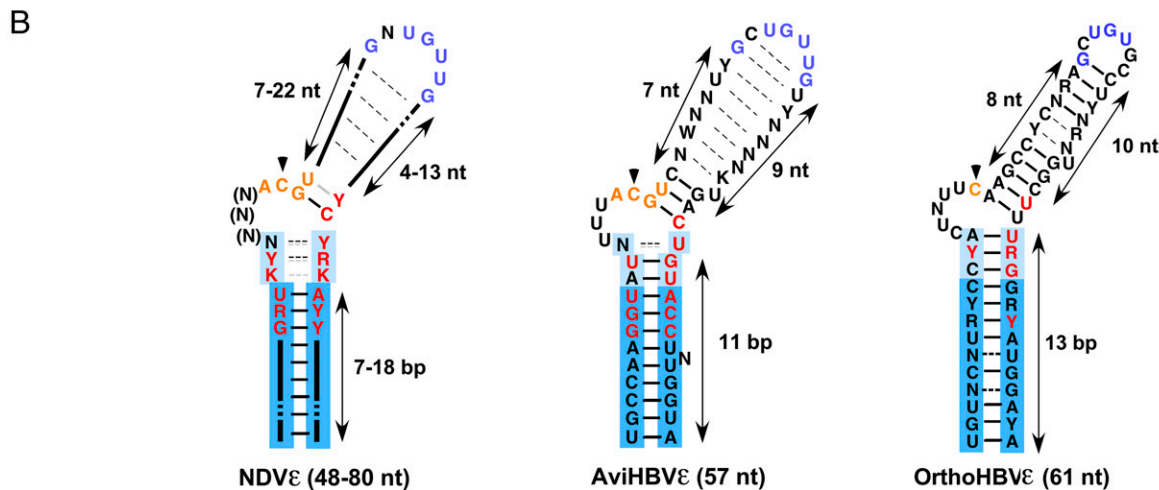 B
G N U G U U G
7-22 nt
4-13 nt
(N) (N) (N) A C G U
Y C
N Y K U R G
Y R K A Y Y
7-18 bp
NDVε (48-80 nt)
7 nt
9 nt
U U U A C G U C N W N N U Y G C U G U U G U Y N N N N K U G A C
N U A U G G A A C C G U
U G U A C C U U N G G U A
11 bp
AviHBVε (57 nt)
8 nt
10 nt
C U N U U C A A G C C Y C N R A G C U G U G C C U Y N R N U G G C U U
A Y C C Y R U N C N U G U
U R G G R Y A U G G A Y A
13 bp
OrthoHBVε (61 nt)